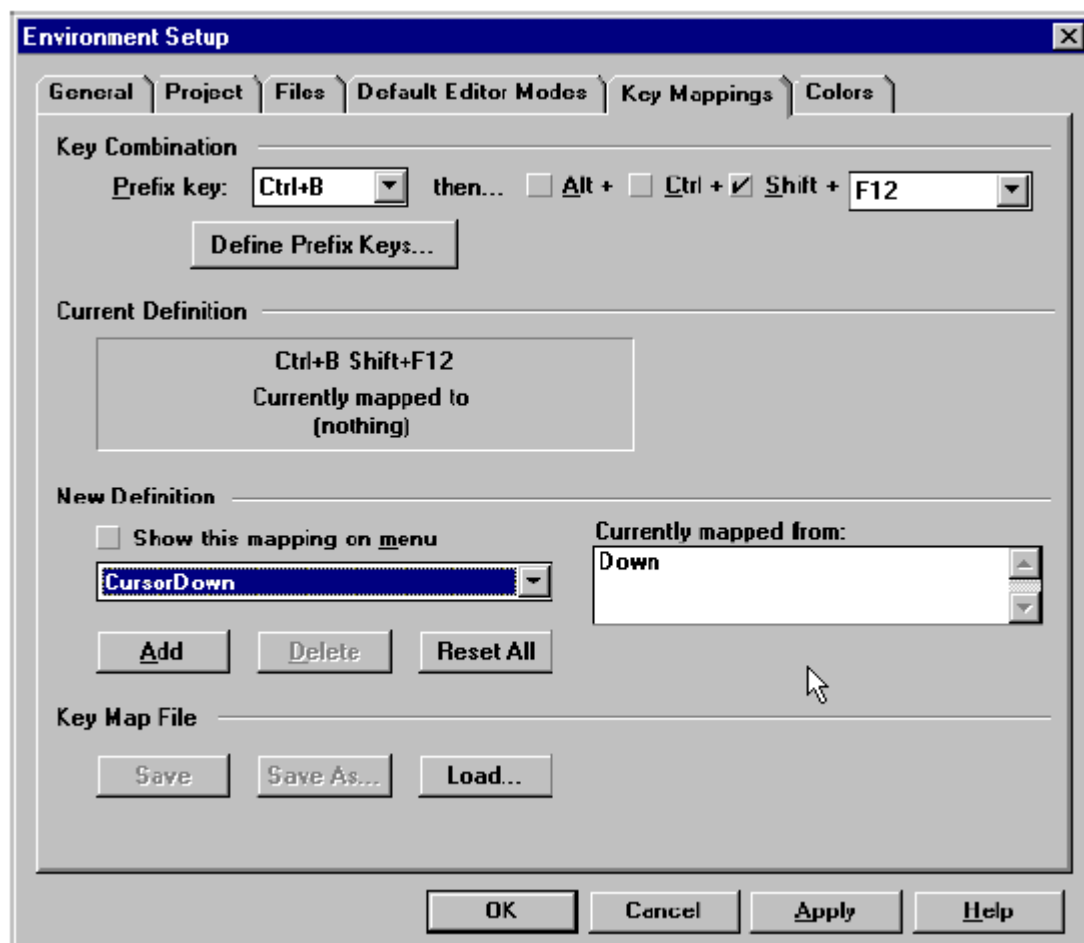 Environment Setup
General Project Files Default Editor Modes Key Mappings Colors
Key Combination
Prefix key: Ctrl+B then... Alt + Ctrl + Shift + F12
Define Prefix Keys...
Current Definition
Ctrl+B Shift+F12
Currently mapped to
(nothing)
New Definition
Show this mapping on menu
Currently mapped from:
CursorDown
Down
Add Delete Reset All
Key Map File
Save Save As... Load...
OK Cancel Apply Help